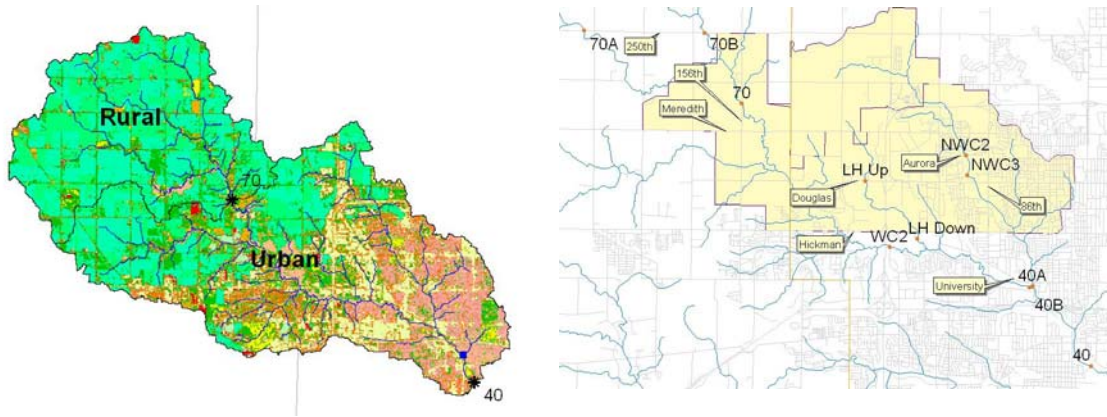 Rural
70
Urban
40
70A
250th
70B
156th
70
Meredith
NWC2
Aurora
NWC3
LH Up
Douglas
86th
LH Down
Hickman
WC2
40A
University
40B
40